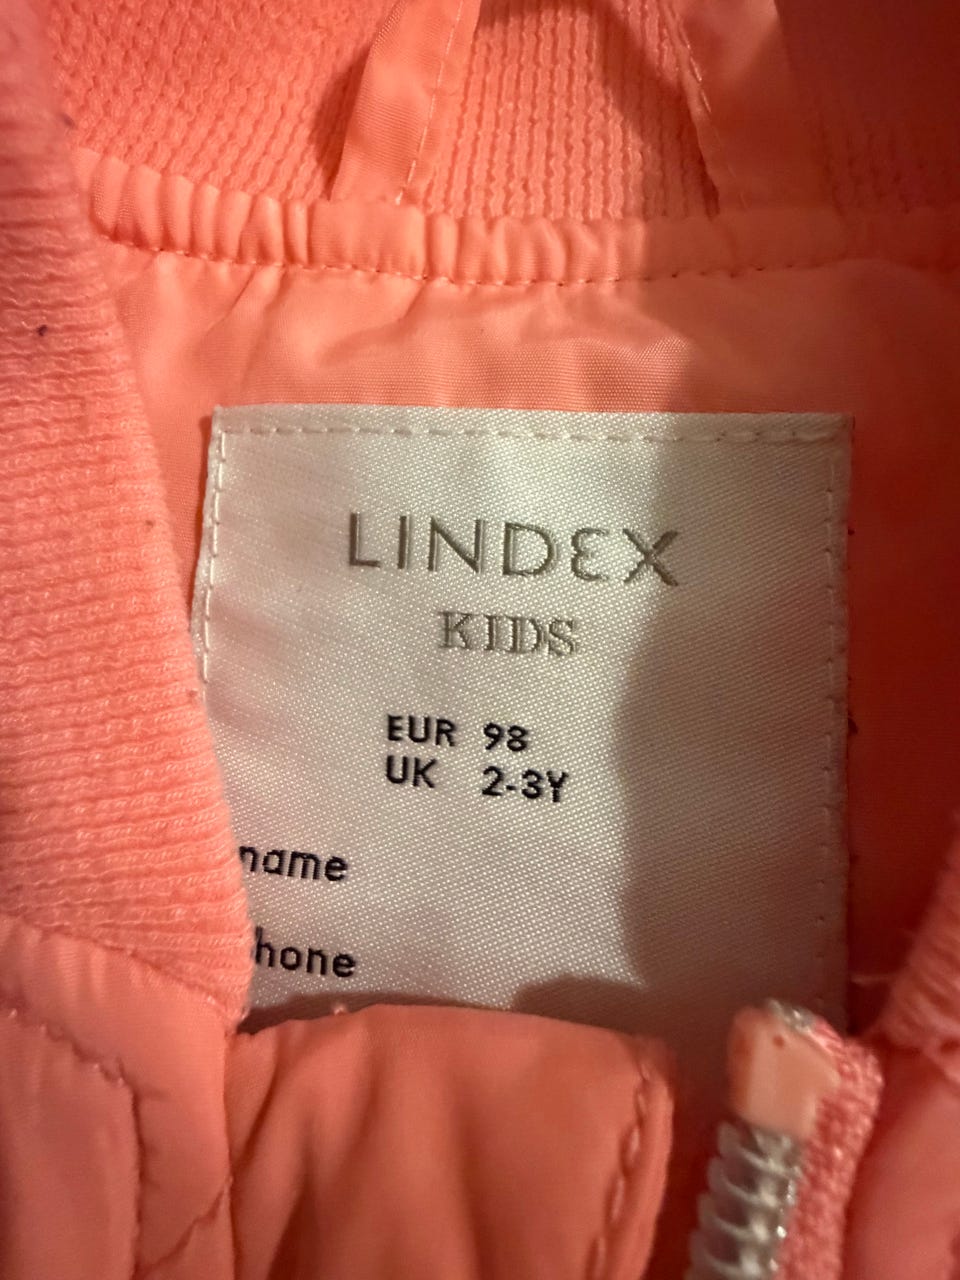 LINDEX
KIDS
EUR 98
UK 2-3Y
name
hone